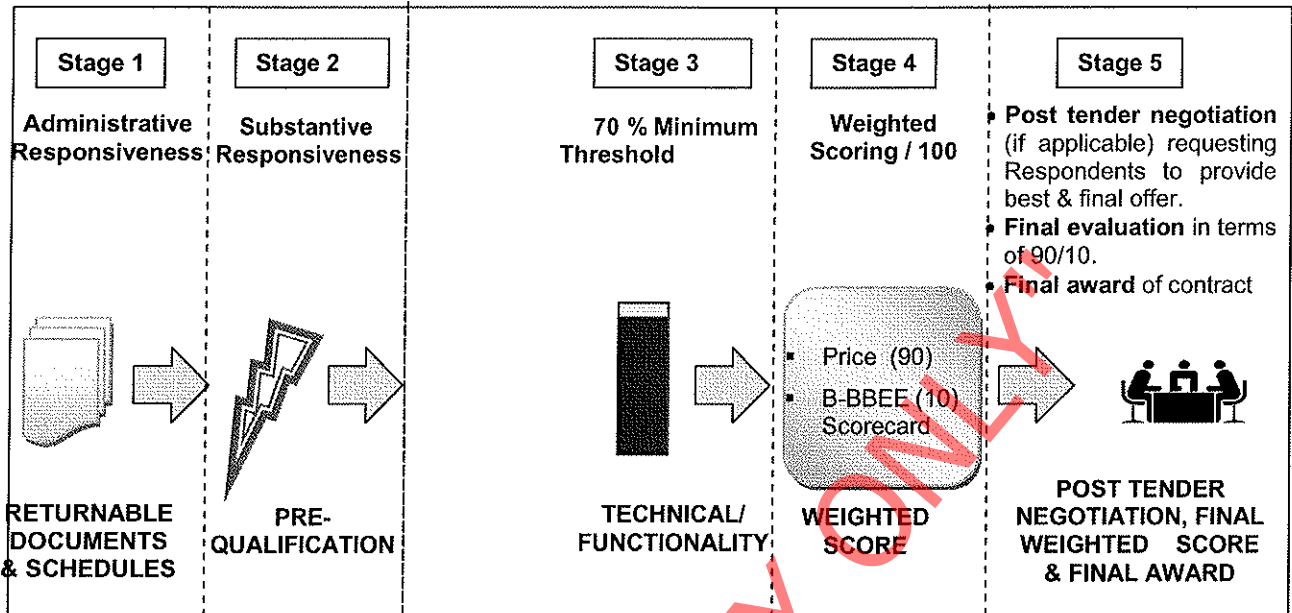 Stage 1
Administrative
Responsiveness
RETURNABLE
DOCUMENTS
& SCHEDULES
Stage 2
Substantive
Responsiveness
PRE-
QUALIFICATION
Stage 3
70 % Minimum
Threshold
TECHNICAL/
FUNCTIONALITY
Stage 4
Weighted
Scoring / 100
▪ Price (90)
▪ B-BBEE (10)
Scorecard
WEIGHTED
SCORE
Stage 5
• Post tender negotiation
(if applicable) requesting
Respondents to provide
best & final offer.
• Final evaluation in terms
of 90/10.
• Final award of contract
POST TENDER
NEGOTIATION, FINAL
WEIGHTED SCORE
& FINAL AWARD
ONLY"